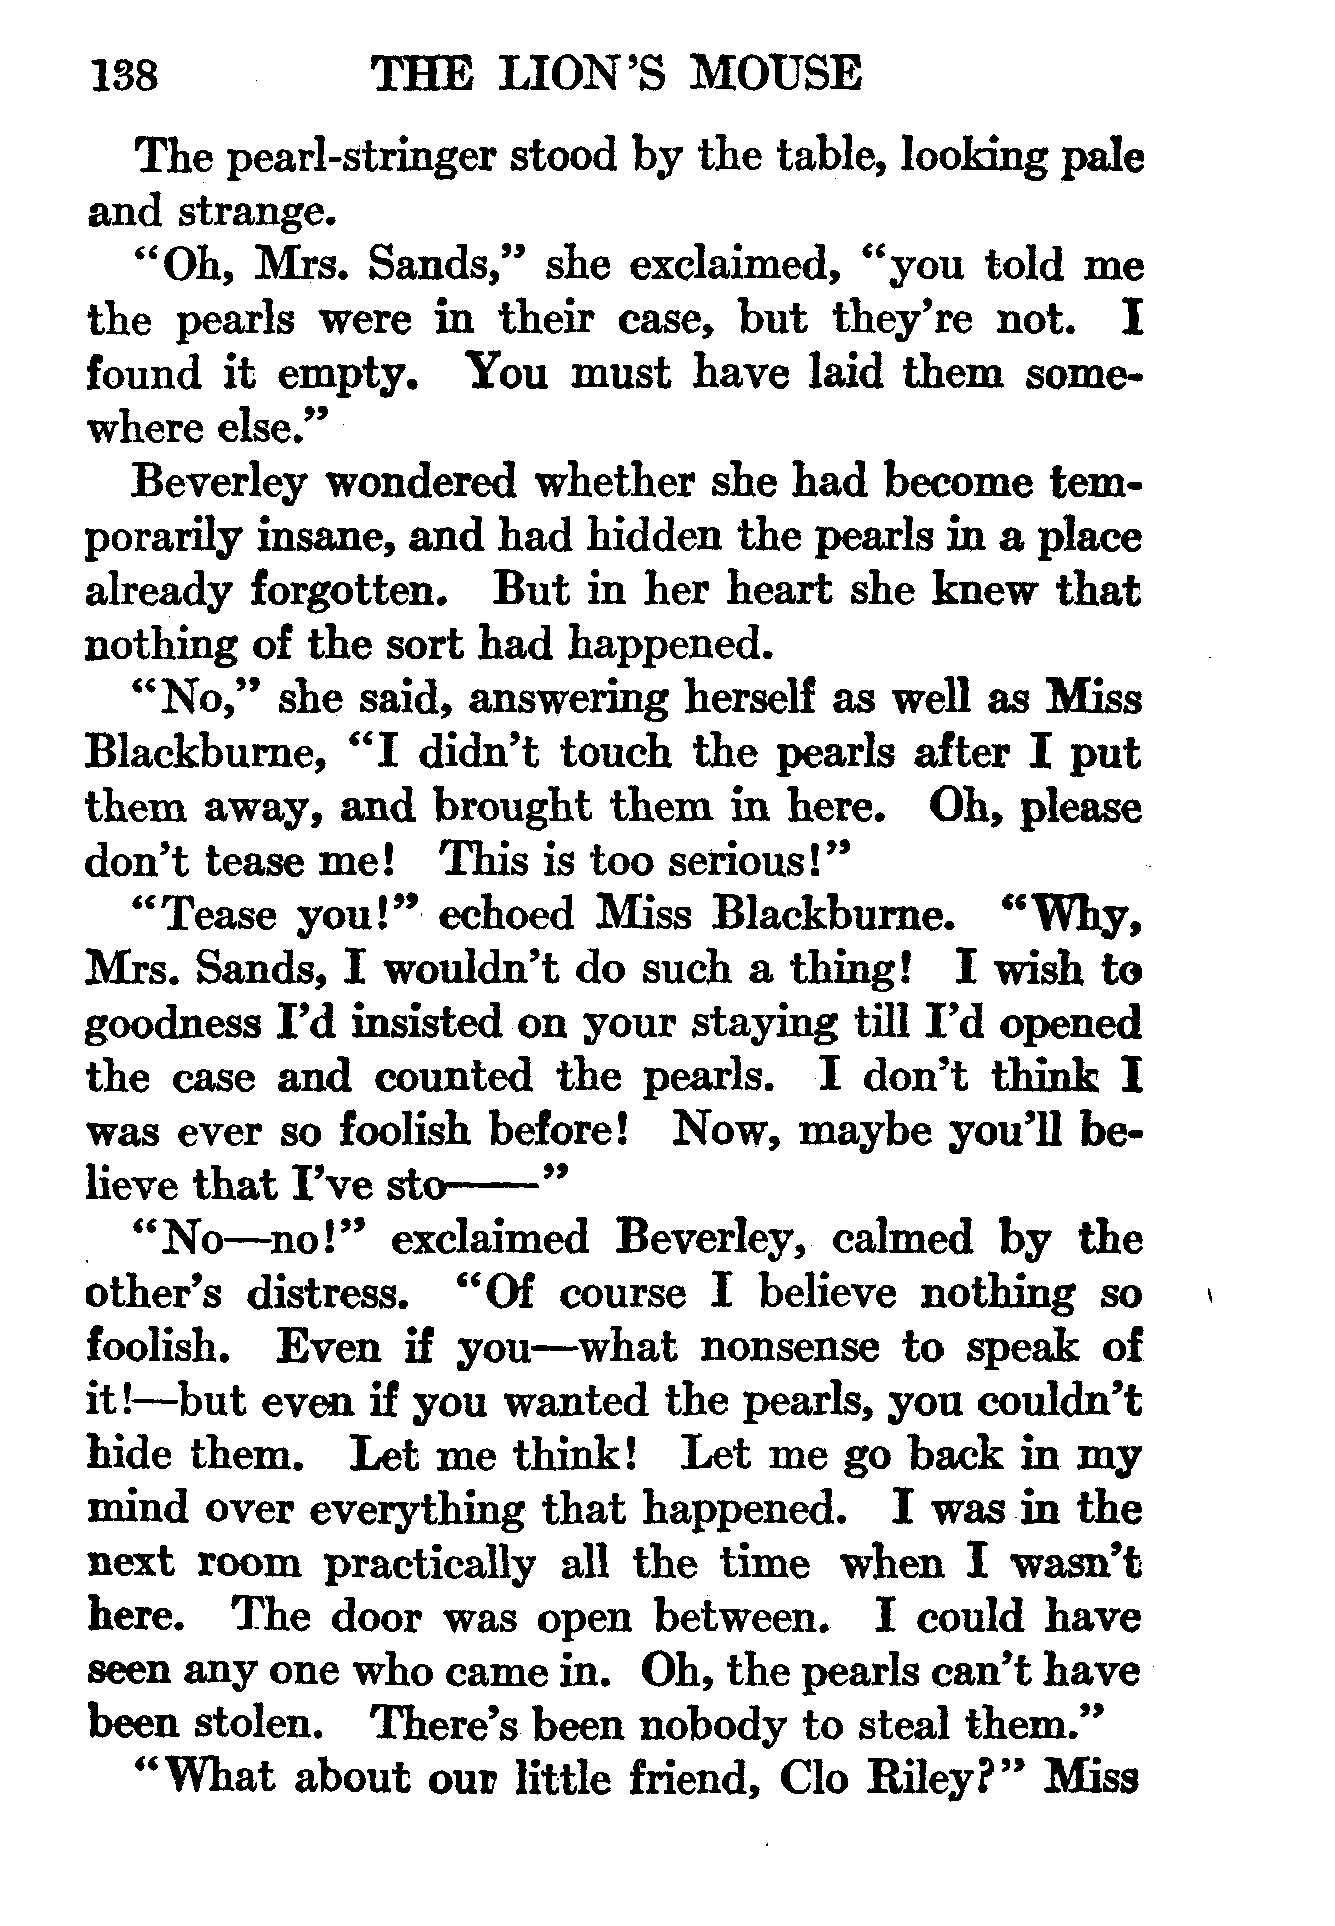 138 THE LION'S MOUSE
The pearl-stringer stood by the table, looking pale
and strange.
"Oh, Mrs. Sands," she exclaimed, "you told me
the pearls were in their case, but they're not. I
found it empty. You must have laid them some-
where else."
Beverley wondered whether she had become tem-
porarily insane, and had hidden the pearls in a place
already forgotten. But in her heart she knew that
nothing of the sort had happened.
"No," she said, answering herself as well as Miss
Blackburne, "I didn't touch the pearls after I put
them away, and brought them in here. Oh, please
don't tease me! This is too serious!"
"Tease you!" echoed Miss Blackburne. "Why,
Mrs. Sands, I wouldn't do such a thing! I wish to
goodness I'd insisted on your staying till I'd opened
the case and counted the pearls. I don't think I
was ever so foolish before! Now, maybe you'll be-
lieve that I've sto——"
"No—no!" exclaimed Beverley, calmed by the
other's distress. "Of course I believe nothing so
foolish. Even if you—what nonsense to speak of
it!—but even if you wanted the pearls, you couldn't
hide them. Let me think! Let me go back in my
mind over everything that happened. I was in the
next room practically all the time when I wasn't
here. The door was open between. I could have
seen any one who came in. Oh, the pearls can't have
been stolen. There's been nobody to steal them."
"What about our little friend, Clo Riley?" Miss